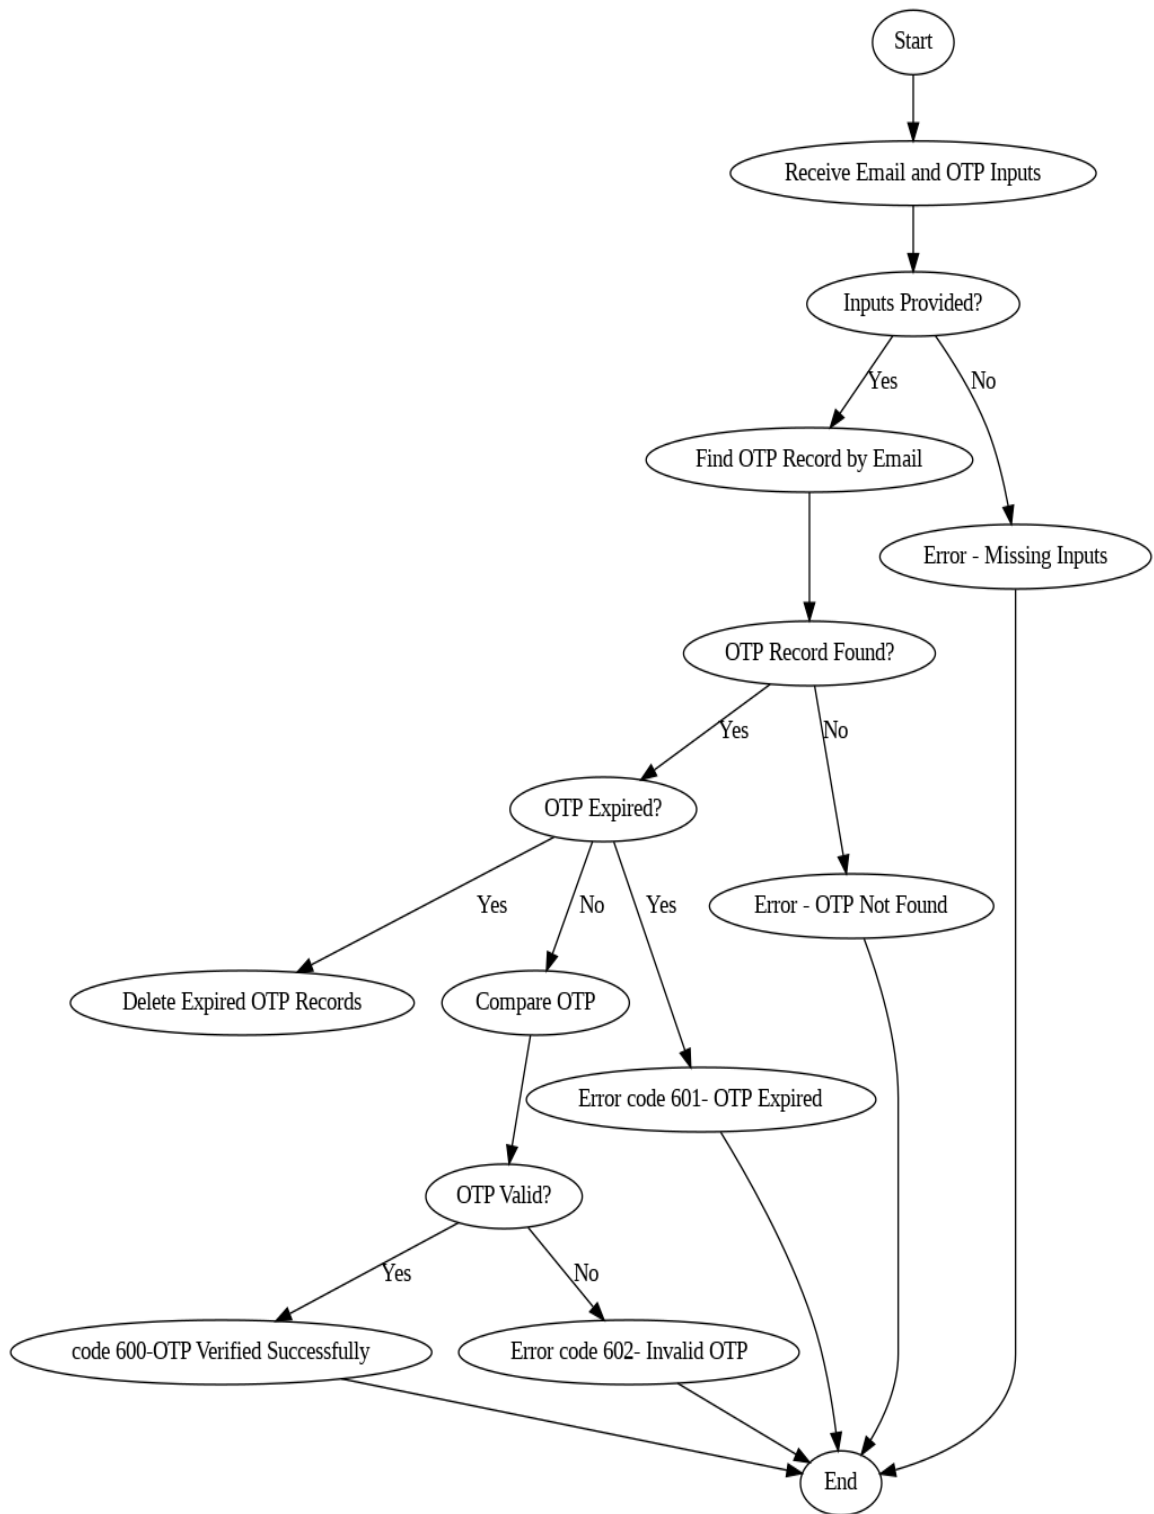 Start
Receive Email and OTP Inputs
Inputs Provided?
Yes
No
Find OTP Record by Email
Error - Missing Inputs
OTP Record Found?
Yes
No
OTP Expired?
Yes
No
Yes
Error - OTP Not Found
Delete Expired OTP Records
Compare OTP
Error code 601- OTP Expired
OTP Valid?
Yes
No
code 600-OTP Verified Successfully
Error code 602- Invalid OTP
End